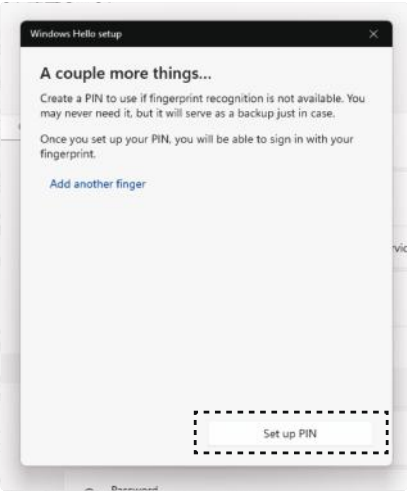 Windows Hello setup
A couple more things...
Create a PIN to use if fingerprint recognition is not available. You
may never need it, but it will serve as a backup just in case.
Once you set up your PIN, you will be able to sign in with your
fingerprint.
Add another finger
Set up PIN
Password